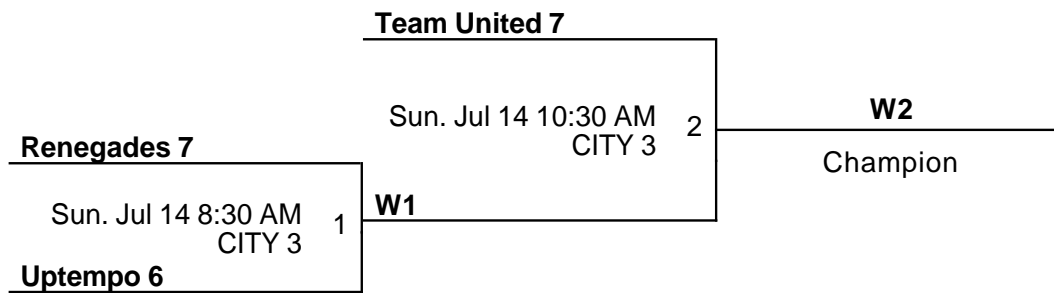 Team United 7
Sun. Jul 14 10:30 AM
CITY 3
2
W2
Champion
Renegades 7
Sun. Jul 14 8:30 AM
CITY 3
1
W1
Uptempo 6